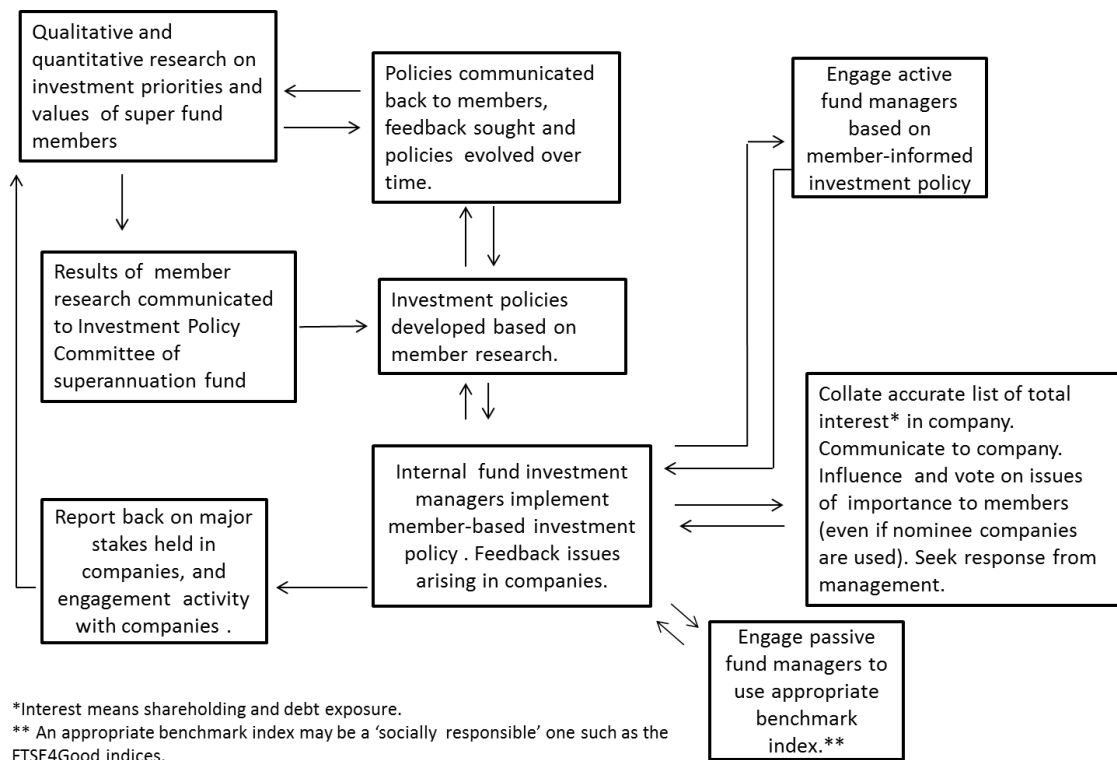 Qualitative and
quantitative research on
investment priorities and
values of super fund
members
Policies communicated
back to members,
feedback sought and
policies evolved over
time.
Engage active
fund managers
based on
member-informed
investment policy
Results of member
research communicated
to Investment Policy
Committee of
superannuation fund
Investment policies
developed based on
member research.
Collate accurate list of total
interest* in company.
Communicate to company.
Influence and vote on issues
of importance to members
(even if nominee companies
are used). Seek response from
management.
Internal fund investment
managers implement
member-based investment
policy . Feedback issues
arising in companies.
Report back on major
stakes held in
companies, and
engagement activity
with companies .
Engage passive
fund managers to
use appropriate
benchmark
index.**
*Interest means shareholding and debt exposure.
** An appropriate benchmark index may be a ‘socially responsible’ one such as the
FTSE4Good indices.